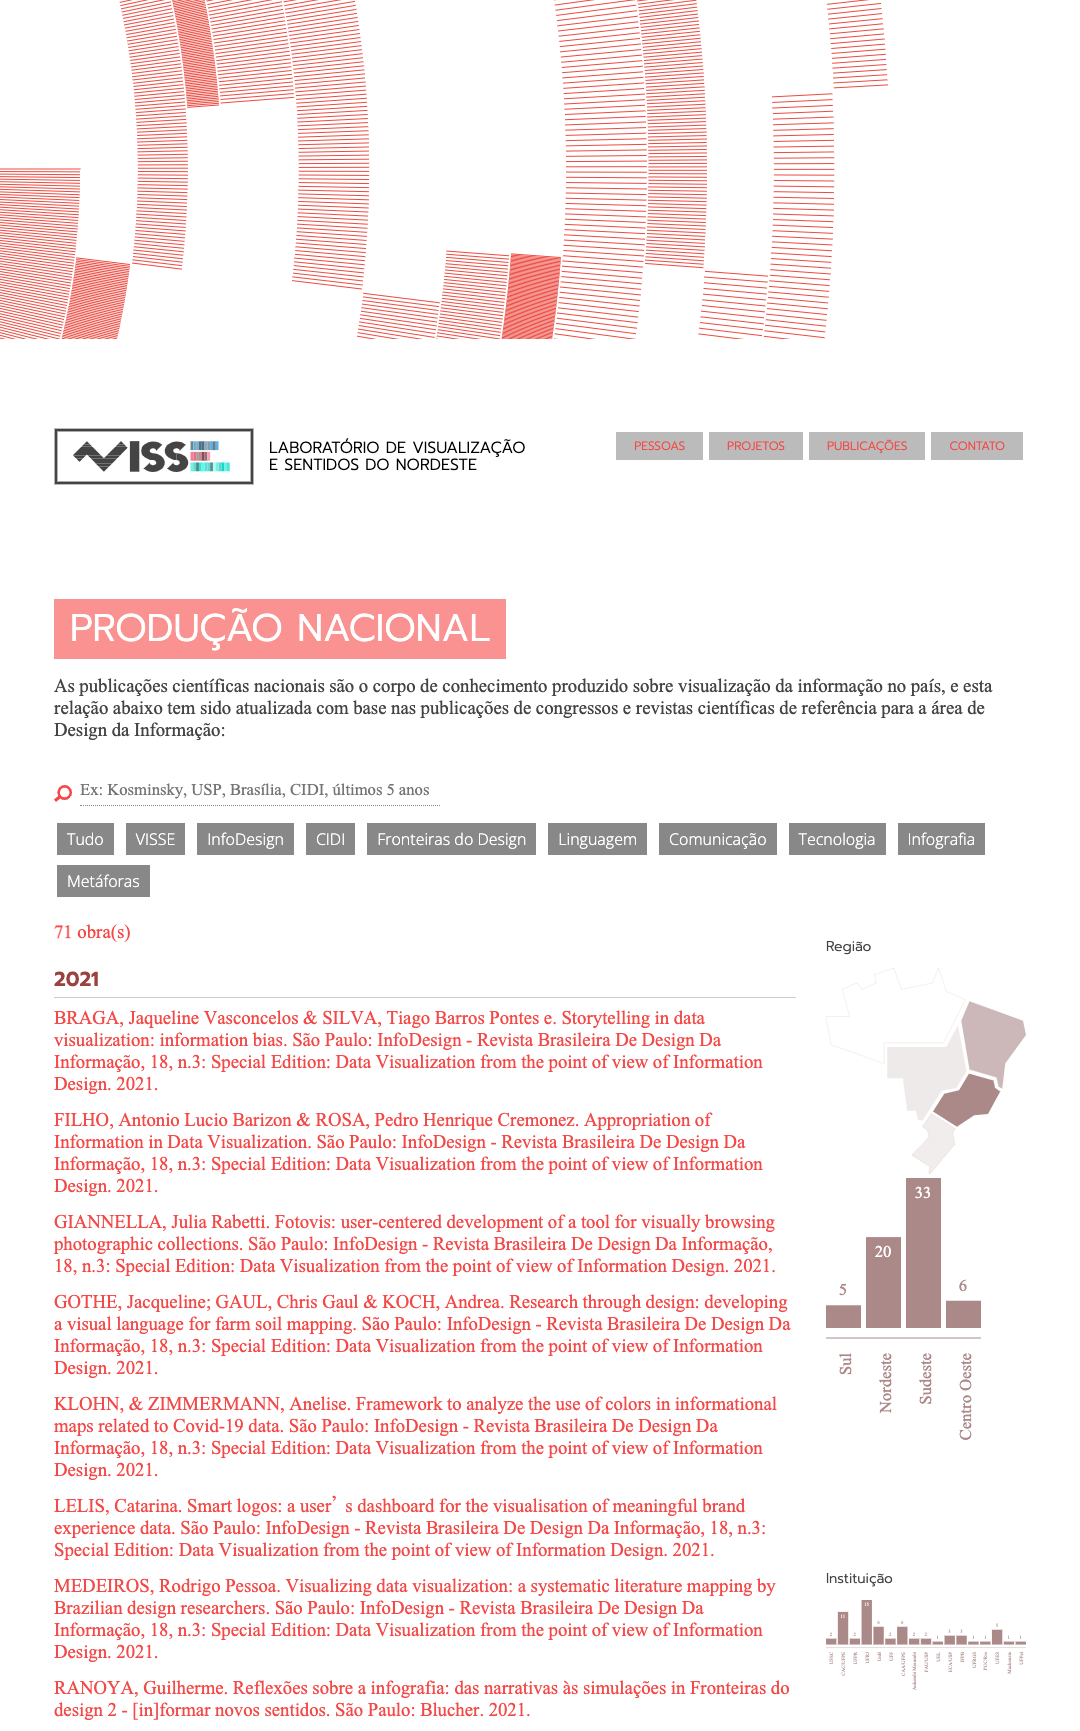 VISSE
LABORATÓRIO DE VISUALIZAÇÃO
E SENTIDOS DO NORDESTE
PESSOAS
PROJETOS
PUBLICAÇÕES
CONTATO
PRODUÇÃO NACIONAL
As publicações científicas nacionais são o corpo de conhecimento produzido sobre visualização da informação no país, e esta
relação abaixo tem sido atualizada com base nas publicações de congressos e revistas científicas de referência para a área de
Design da Informação:
Ex: Kosminsky, USP, Brasília, CIDI, últimos 5 anos
Tudo
VISSE
InfoDesign
CIDI
Fronteiras do Design
Linguagem
Comunicação
Tecnologia
Infografia
Metáforas
71 obra(s)
2021
BRAGA, Jaqueline Vasconcelos & SILVA, Tiago Barros Pontes e. Storytelling in data
visualization: information bias. São Paulo: InfoDesign - Revista Brasileira De Design Da
Informação, 18, n.3: Special Edition: Data Visualization from the point of view of Information
Design. 2021.
FILHO, Antonio Lucio Barizon & ROSA, Pedro Henrique Cremonez. Appropriation of
Information in Data Visualization. São Paulo: InfoDesign - Revista Brasileira De Design Da
Informação, 18, n.3: Special Edition: Data Visualization from the point of view of Information
Design. 2021.
GIANNELLA, Julia Rabetti. Fotovis: user-centered development of a tool for visually browsing
photographic collections. São Paulo: InfoDesign - Revista Brasileira De Design Da Informação,
18, n.3: Special Edition: Data Visualization from the point of view of Information Design. 2021.
GOTHE, Jacqueline; GAUL, Chris Gaul & KOCH, Andrea. Research through design: developing
a visual language for farm soil mapping. São Paulo: InfoDesign - Revista Brasileira De Design Da
Informação, 18, n.3: Special Edition: Data Visualization from the point of view of Information
Design. 2021.
KLOHN, & ZIMMERMANN, Anelise. Framework to analyze the use of colors in informational
maps related to Covid-19 data. São Paulo: InfoDesign - Revista Brasileira De Design Da
Informação, 18, n.3: Special Edition: Data Visualization from the point of view of Information
Design. 2021.
LELIS, Catarina. Smart logos: a user’s dashboard for the visualisation of meaningful brand
experience data. São Paulo: InfoDesign - Revista Brasileira De Design Da Informação, 18, n.3:
Special Edition: Data Visualization from the point of view of Information Design. 2021.
MEDEIROS, Rodrigo Pessoa. Visualizing data visualization: a systematic literature mapping by
Brazilian design researchers. São Paulo: InfoDesign - Revista Brasileira De Design Da
Informação, 18, n.3: Special Edition: Data Visualization from the point of view of Information
Design. 2021.
RANOYA, Guilherme. Reflexões sobre a infografia: das narrativas às simulações in Fronteiras do
design 2 - [in]formar novos sentidos. São Paulo: Blucher. 2021.
Região
5
20
33
6
Sul
Nordeste
Sudeste
Centro Oeste
Instituição